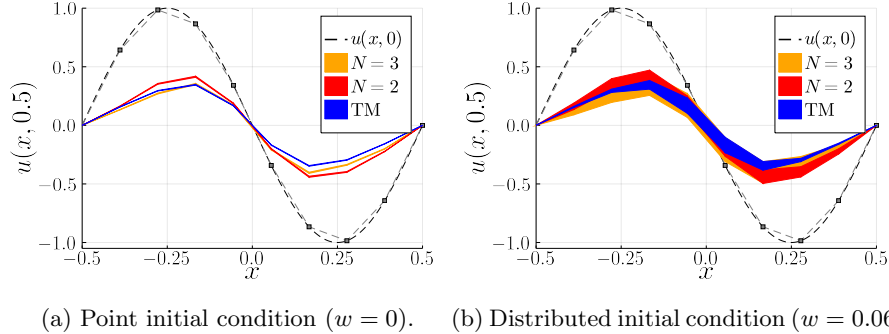 1.0
0.5
0.0
−0.5
−1.0
−0.5
−0.25
0.0
0.25
0.5
x
u(x, 0.5)
u(x, 0)
N = 3
N = 2
TM
1.0
0.5
0.0
−0.5
−1.0
−0.5
−0.25
0.0
0.25
0.5
x
u(x, 0.5)
u(x, 0)
N = 3
N = 2
TM
(a) Point initial condition (w = 0).
(b) Distributed initial condition (w = 0.06